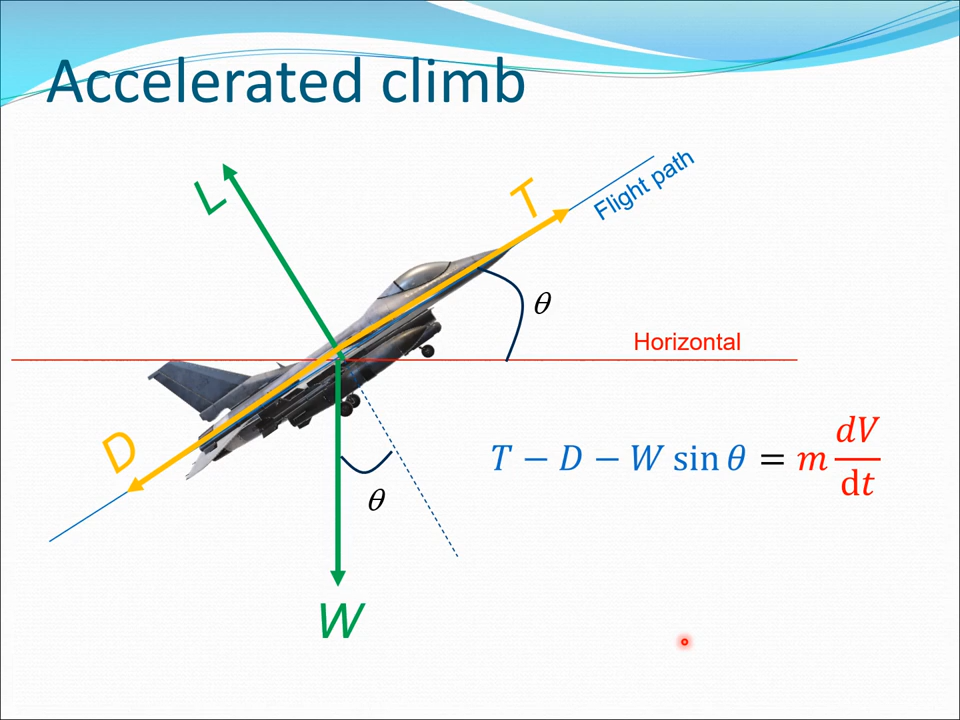 Accelerated climb
L
T
Flight path
θ
Horizontal
D
T − D − W sin θ = m dV/dt
θ
W